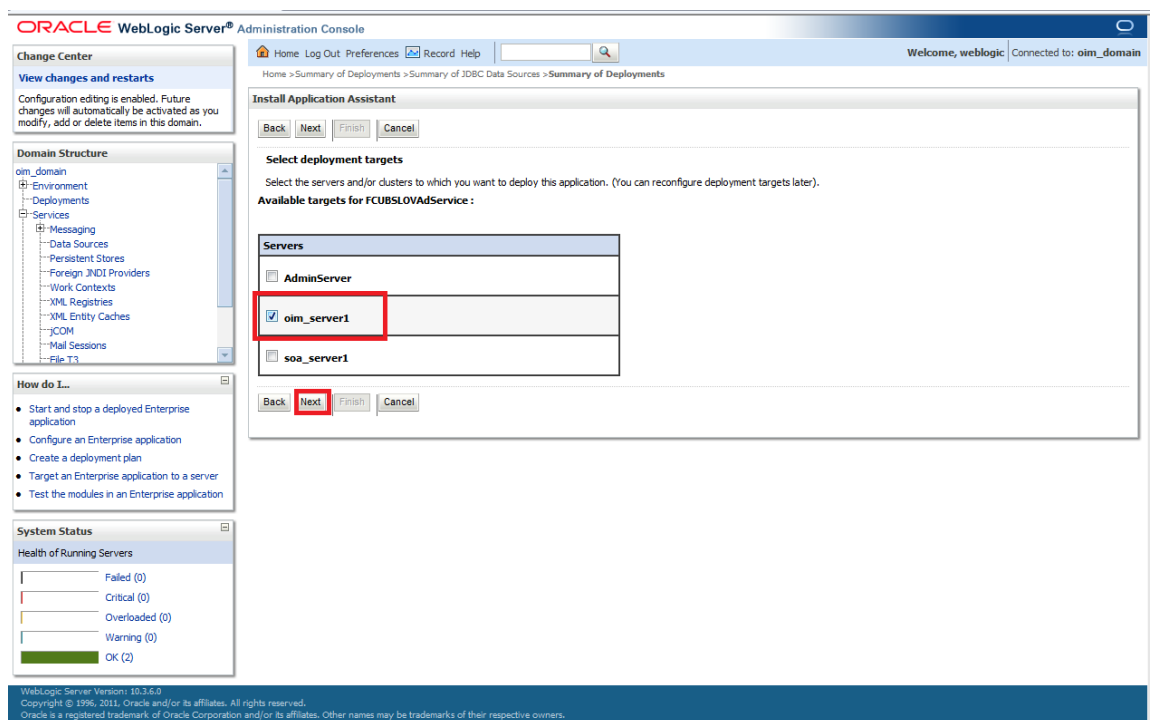 ORACLE WebLogic Server® Administration Console
Change Center
View changes and restarts
Configuration editing is enabled. Future
changes will automatically be activated as you
modify, add or delete items in this domain.
Domain Structure
oim_domain
Environment
Deployments
Services
Messaging
Data Sources
Persistent Stores
Foreign JNDI Providers
Work Contexts
XML Registries
XML Entity Caches
jCOM
Mail Sessions
File T3
How do I...
Start and stop a deployed Enterprise
application
Configure an Enterprise application
Create a deployment plan
Target an Enterprise application to a server
Test the modules in an Enterprise application
System Status
Health of Running Servers
Failed (0)
Critical (0)
Overloaded (0)
Warning (0)
OK (2)
Home Log Out Preferences Record Help
Welcome, weblogic Connected to: oim_domain
Home >Summary of Deployments >Summary of JDBC Data Sources >Summary of Deployments
Install Application Assistant
Back Next Finish Cancel
Select deployment targets
Select the servers and/or clusters to which you want to deploy this application. (You can reconfigure deployment targets later).
Available targets for FCUBSLOVAdService :
Servers
AdminServer
oim_server1
soa_server1
Back Next Finish Cancel
WebLogic Server Version: 10.3.6.0
Copyright © 1996, 2011, Oracle and/or its affiliates. All rights reserved.
Oracle is a registered trademark of Oracle Corporation and/or its affiliates. Other names may be trademarks of their respective owners.